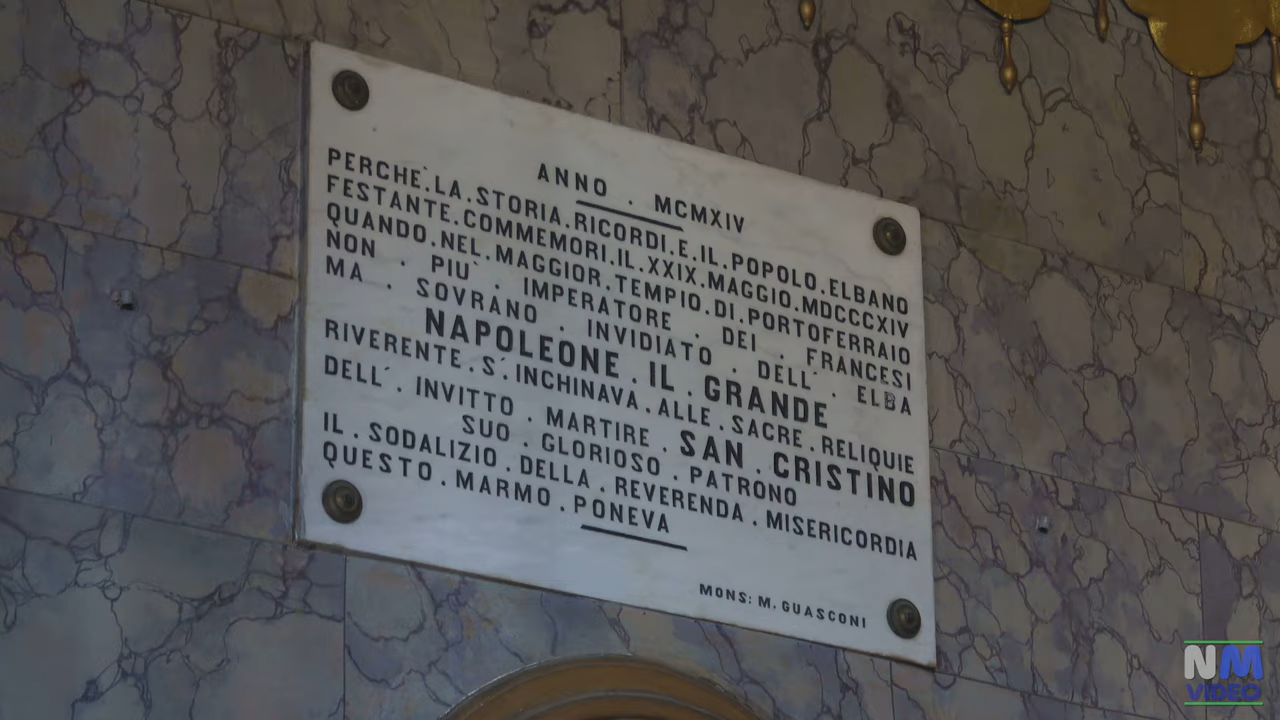 ANNO . MCMXIV
PERCHÈ.LA.STORIA.RICORDI.E.IL.POPOLO.ELBANO
FESTANTE.COMMEMORI.IL.XXIX.MAGGIO.MDCCCXIV
QUANDO.NEL.MAGGIOR.TEMPIO.DI.PORTOFERRAIO
NON . PIU` . IMPERATORE . DEI . FRANCESI
MA . SOVRANO . INVIDIATO . DELL´ . ELBA
NAPOLEONE . IL . GRANDE
RIVERENTE . S´. INCHINAVA . ALLE . SACRE . RELIQUIE
DELL´ . INVITTO . MARTIRE . SAN . CRISTINO
SUO . GLORIOSO . PATRONO
IL . SODALIZIO . DELLA . REVERENDA . MISERICORDIA
QUESTO . MARMO . PONEVA
MONS: M. GUASCONI
NM
VIDEO